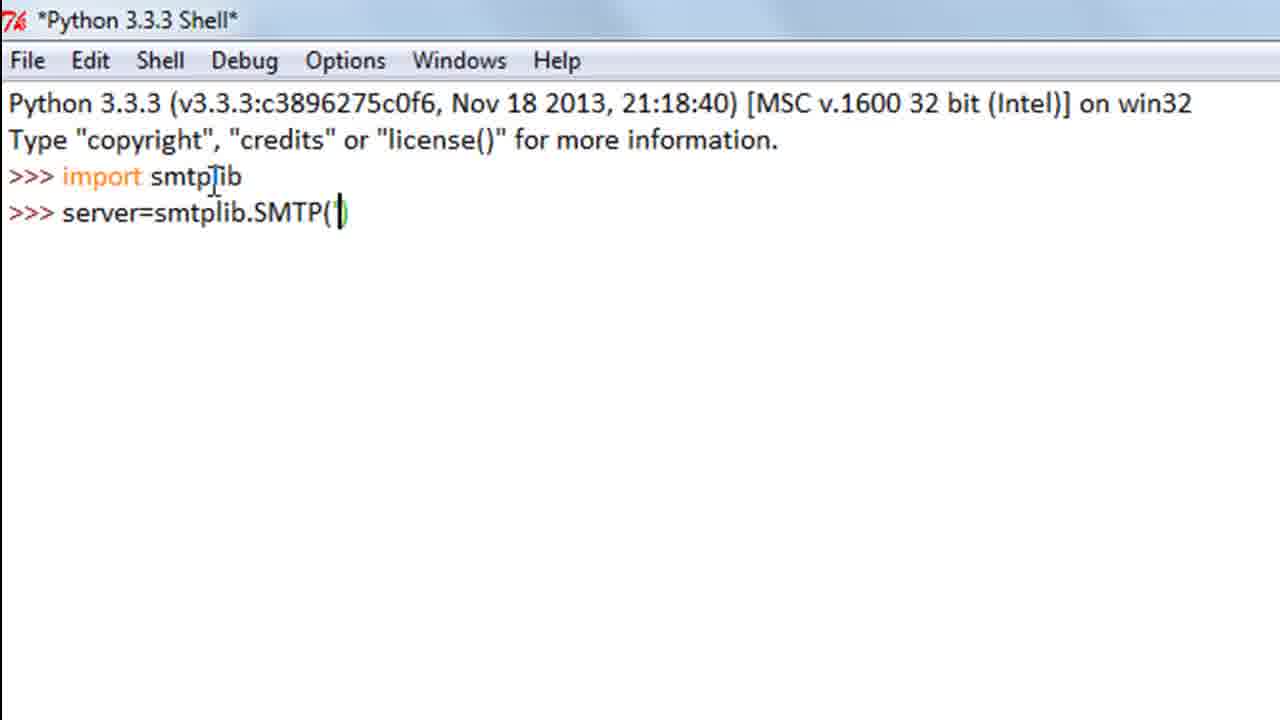 *Python 3.3.3 Shell*
File Edit Shell Debug Options Windows Help
Python 3.3.3 (v3.3.3:c3896275c0f6, Nov 18 2013, 21:18:40) [MSC v.1600 32 bit (Intel)] on win32
Type "copyright", "credits" or "license()" for more information.
>>> import smtplib
>>> server=smtplib.SMTP(')